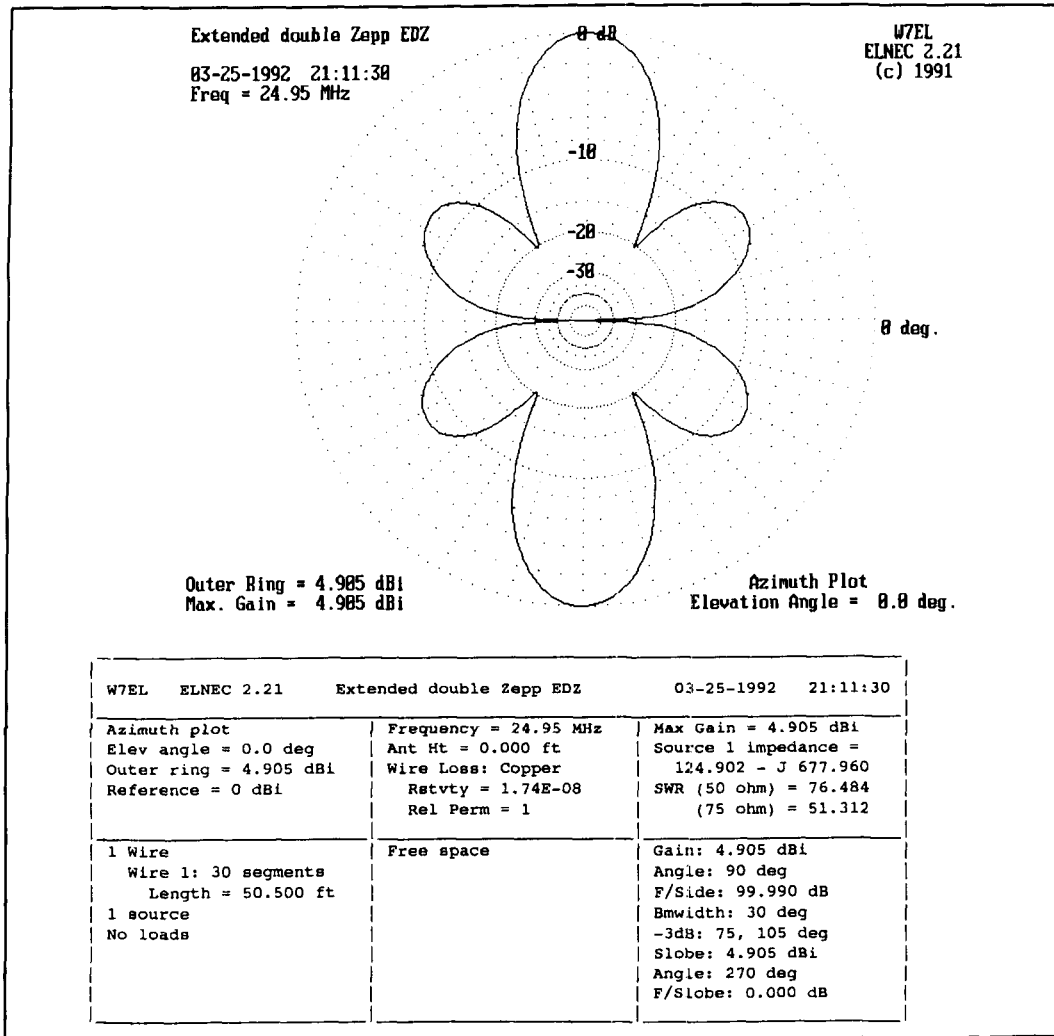 Extended double Zepp EDZ
03-25-1992 21:11:30
Freq = 24.95 MHz
0 dB
W7EL
ELNEC 2.21
(c) 1991
-10
-20
-30
0 deg.
Outer Ring = 4.905 dBi
Max. Gain = 4.905 dBi
Azimuth Plot
Elevation Angle = 0.0 deg.
W7EL ELNEC 2.21 Extended double Zepp EDZ 03-25-1992 21:11:30
Azimuth plot
Elev angle = 0.0 deg
Outer ring = 4.905 dBi
Reference = 0 dBi
Frequency = 24.95 MHz
Ant Ht = 0.000 ft
Wire Loss: Copper
Rstvty = 1.74E-08
Rel Perm = 1
Max Gain = 4.905 dBi
Source 1 impedance =
124.902 - J 677.960
SWR (50 ohm) = 76.484
(75 ohm) = 51.312
1 Wire
Wire 1: 30 segments
Length = 50.500 ft
1 source
No loads
Free space
Gain: 4.905 dBi
Angle: 90 deg
F/Side: 99.990 dB
Bmwidth: 30 deg
-3dB: 75, 105 deg
Slobe: 4.905 dBi
Angle: 270 deg
F/Slobe: 0.000 dB